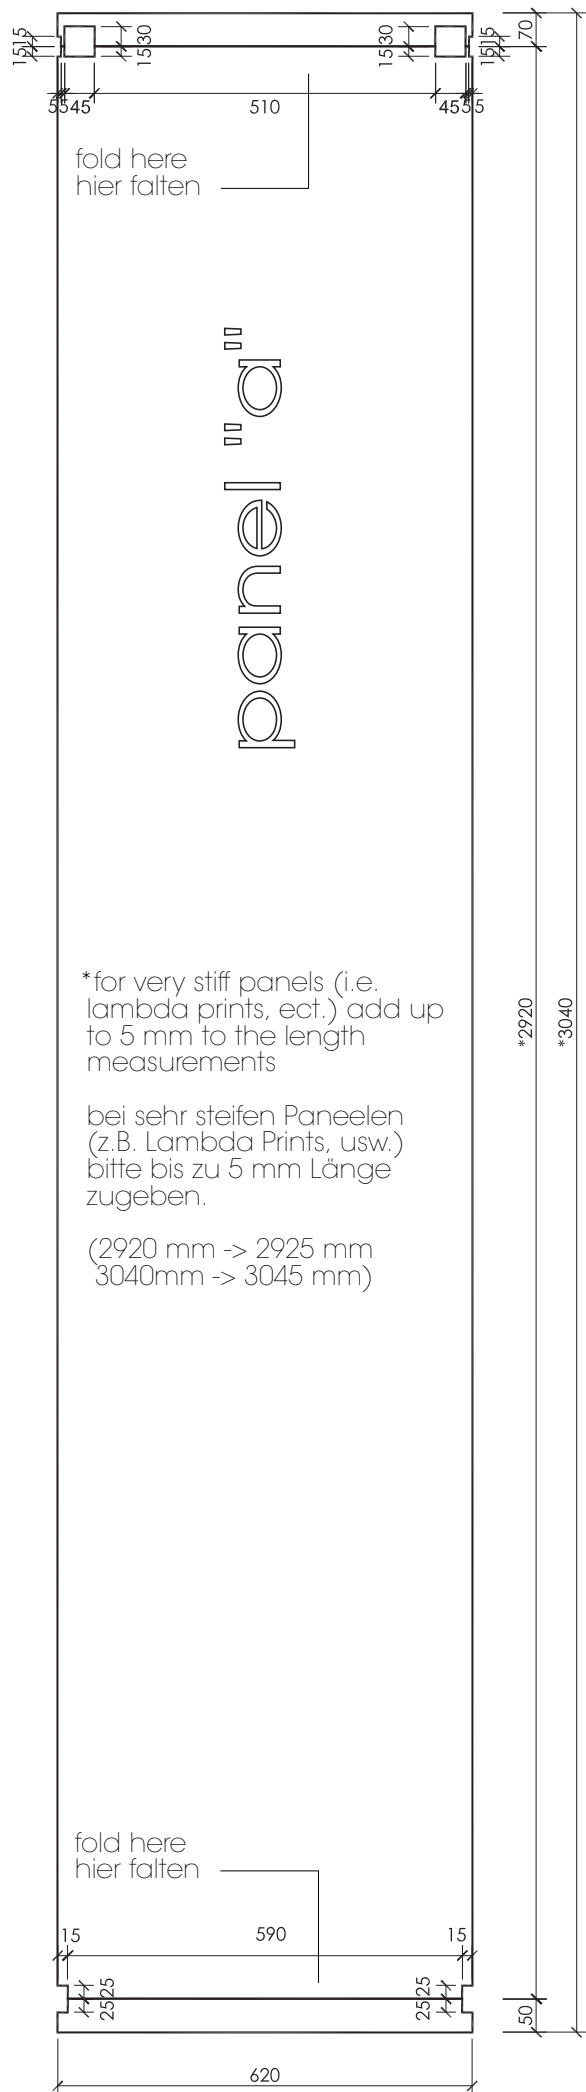 1515
1530
1530
1515
70
5545
510
4555
fold here
hier falten
panel "a"
*for very stiff panels (i.e.
lambda prints, ect.) add up
to 5 mm to the length
measurements
bei sehr steifen Paneelen
(z.B. Lambda Prints, usw.)
bitte bis zu 5 mm Länge
zugeben.
(2920 mm -> 2925 mm
3040mm -> 3045 mm)
*2920
*3040
fold here
hier falten
15
590
15
2525
2525
50
620